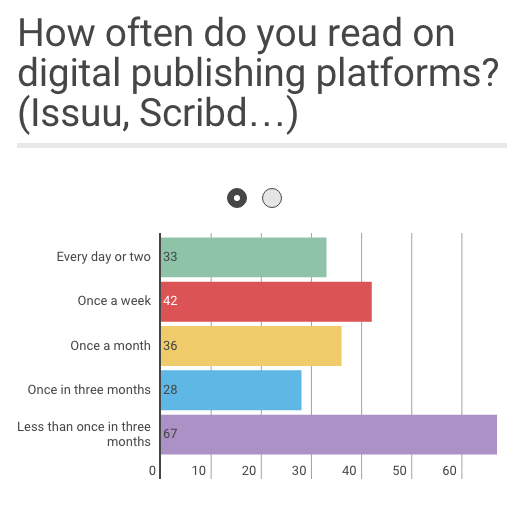 How often do you read on
digital publishing platforms?
(Issuu, Scribd...)
Every day or two 33
Once a week 42
Once a month 36
Once in three months 28
Less than once in three
months 67
0 10 20 30 40 50 60